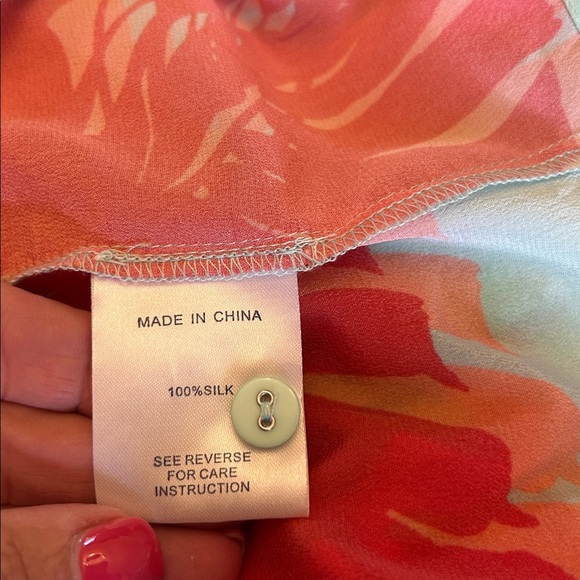 MADE IN CHINA
100%SILK
SEE REVERSE
FOR CARE
INSTRUCTION